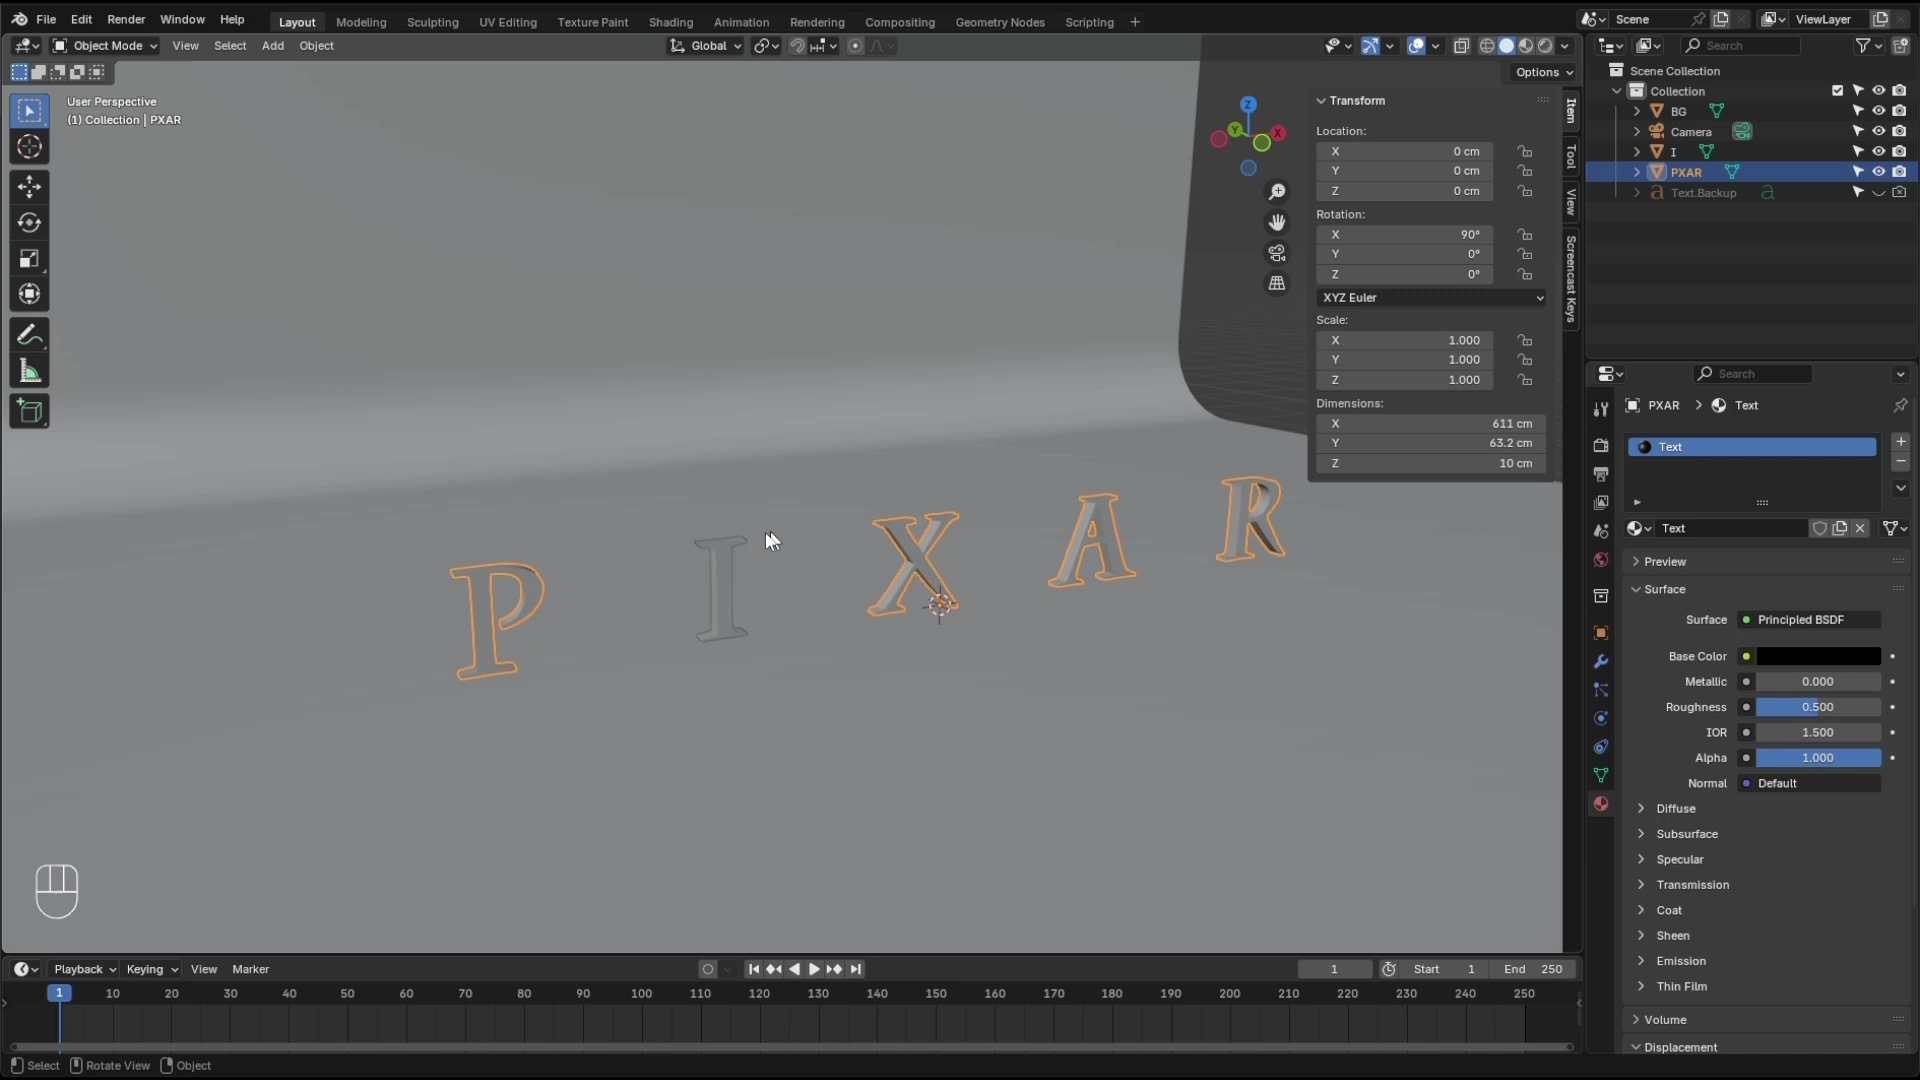 File Edit Render Window Help Layout Modeling Sculpting UV Editing Texture Paint Shading Animation Rendering Compositing Geometry Nodes Scripting + Scene ViewLayer
Object Mode View Select Add Object Global Search
Options
User Perspective
(1) Collection | PXAR
Transform
Location:
X 0 cm
Y 0 cm
Z 0 cm
Rotation:
X 90°
Y 0°
Z 0°
XYZ Euler
Scale:
X 1.000
Y 1.000
Z 1.000
Dimensions:
X 611 cm
Y 63.2 cm
Z 10 cm
Item
Tool
View
Screencast Keys
Z
Y
X
P I X A R
Scene Collection
Collection
BG
Camera
I
PXAR
Text.Backup
Search
PXAR > Text
Text
Text
Preview
Surface
Surface Principled BSDF
Base Color
Metallic 0.000
Roughness 0.500
IOR 1.500
Alpha 1.000
Normal Default
Diffuse
Subsurface
Specular
Transmission
Coat
Sheen
Emission
Thin Film
Volume
Displacement
Playback Keying View Marker 1 Start 1 End 250
1 10 20 30 40 50 60 70 80 90 100 110 120 130 140 150 160 170 180 190 200 210 220 230 240 250
Select Rotate View Object